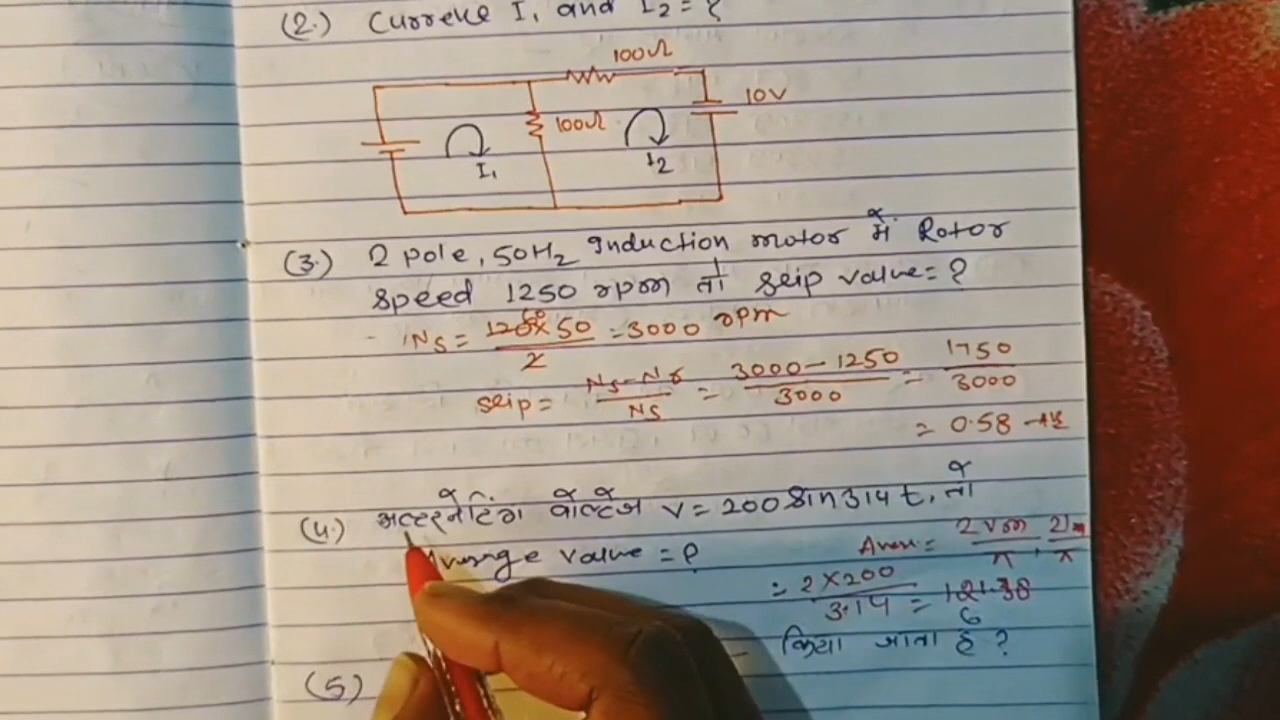 (2.) Current I₁ and I₂ = ?
100Ω
10V
100Ω
I₁
I₂
(3.) 2 pole, 50Hz Induction motor में Rotor
speed 1250 rpm तो slip value = ?
Ns = 120×50 / 2 = 3000 rpm
60
slip = Ns-Nr / Ns = 3000-1250 / 3000 = 1750 / 3000
= 0.58
(4.) अल्टरनेटिंग वोल्टेज V = 200 sin 314 t, तो
Average value = ?
= 2Vm / π,
= 2×200 / 3.14 =
किया जाता है ?
(5)